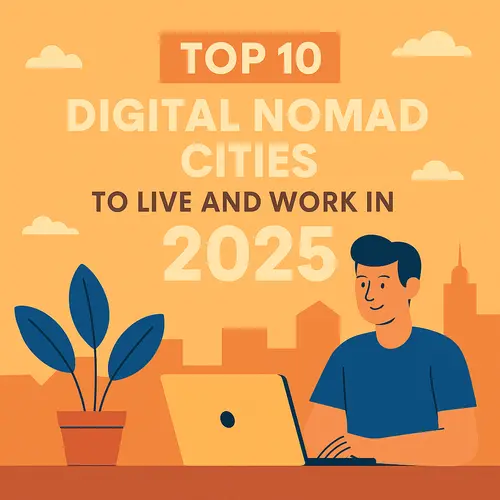 TOP 10
DIGITAL NOMAD
CITIES
TO LIVE AND WORK IN
2025